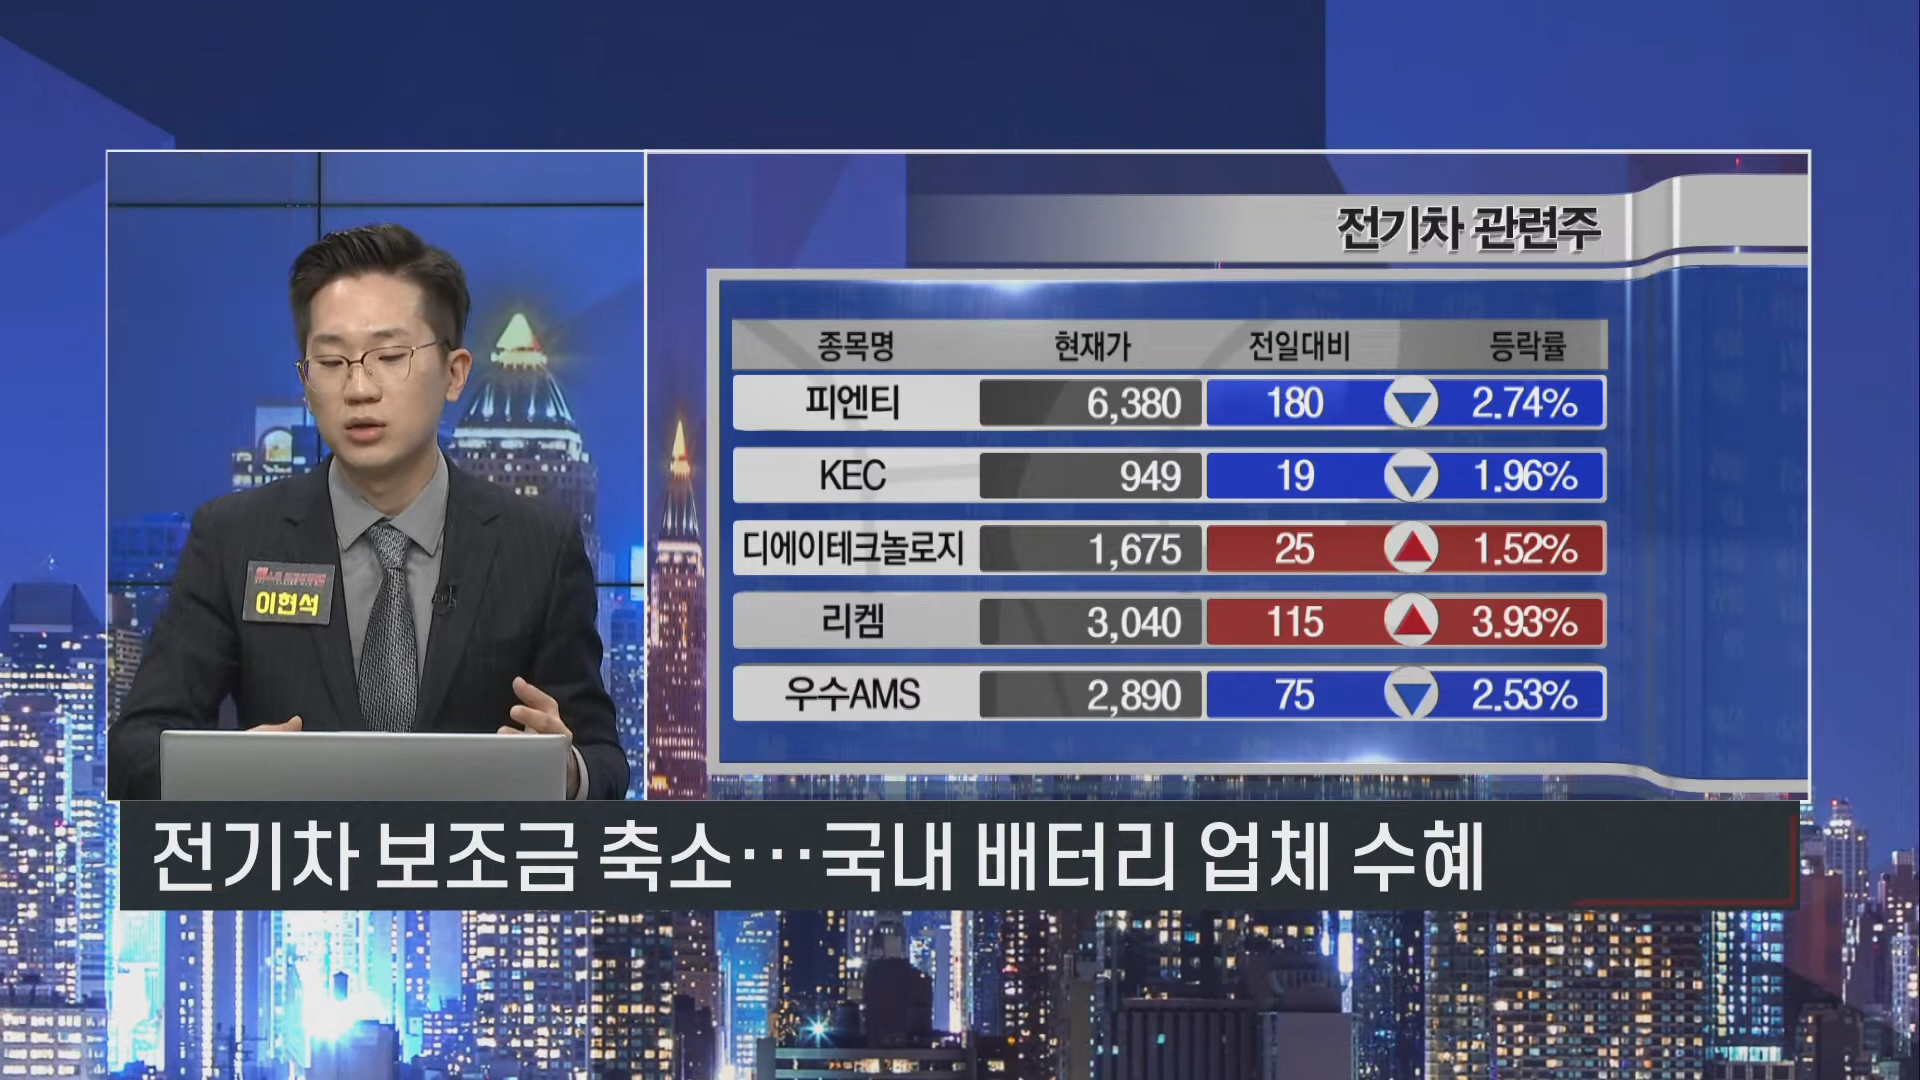 전기차 관련주
종목명 현재가 전일대비 등락률
피엔티 6,380 180 ▼ 2.74%
KEC 949 19 ▼ 1.96%
디에이테크놀로지 1,675 25 ▲ 1.52%
리켐 3,040 115 ▲ 3.93%
우수AMS 2,890 75 ▼ 2.53%
이현석
전기차 보조금 축소…국내 배터리 업체 수혜